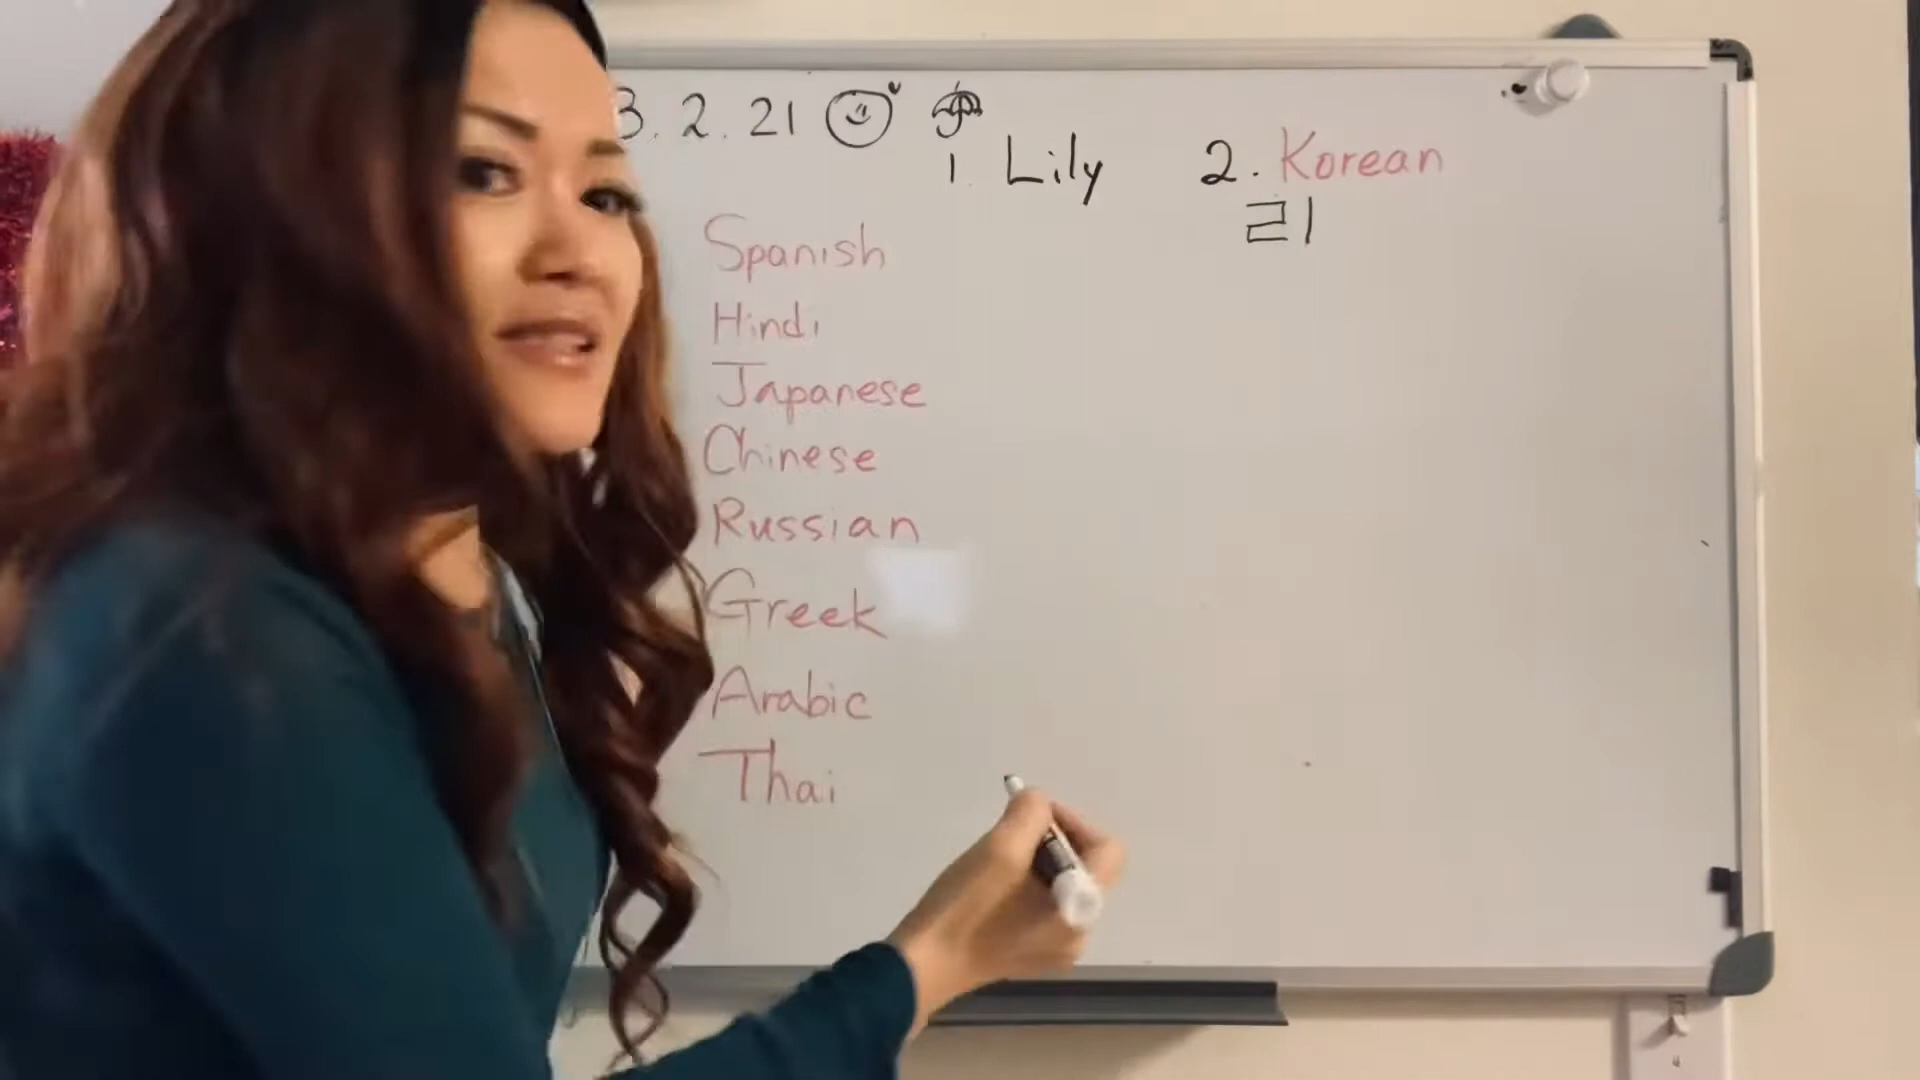 3. 2. 21
1. Lily
2. Korean
리
Spanish
Hindi
Japanese
Chinese
Russian
Greek
Arabic
Thai